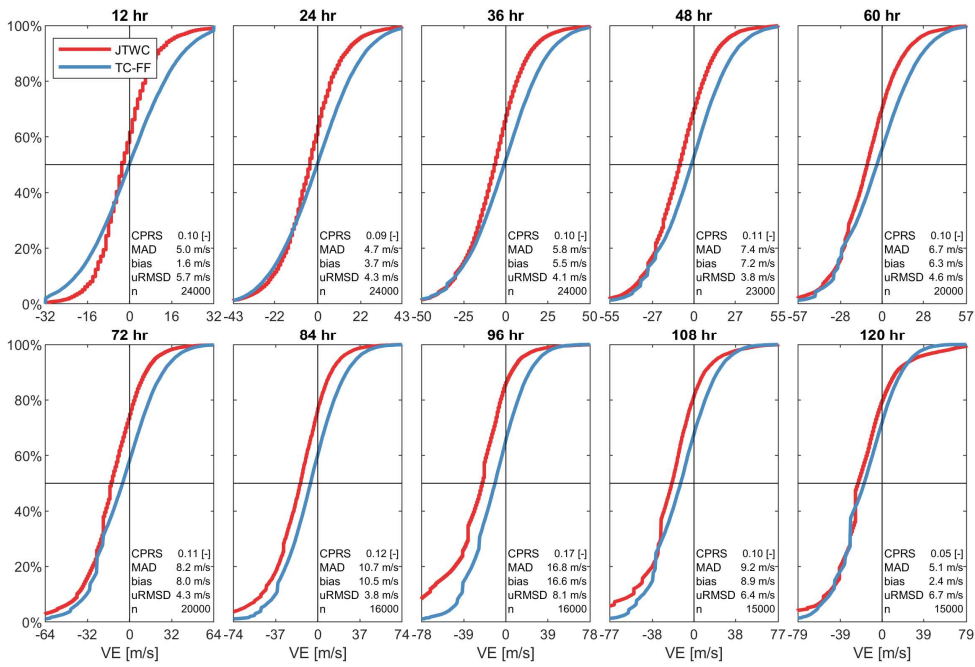 12 hr
24 hr
36 hr
48 hr
60 hr
100%
80%
60%
40%
20%
0%
JTWC
TC-FF
CPRS 0.10 [-]
MAD 5.0 m/s
bias 1.6 m/s
uRMSD 5.7 m/s
n 24000
CPRS 0.09 [-]
MAD 4.7 m/s
bias 3.7 m/s
uRMSD 4.3 m/s
n 24000
CPRS 0.10 [-]
MAD 5.8 m/s
bias 5.5 m/s
uRMSD 4.1 m/s
n 24000
CPRS 0.11 [-]
MAD 7.4 m/s
bias 7.2 m/s
uRMSD 3.8 m/s
n 23000
CPRS 0.10 [-]
MAD 6.7 m/s
bias 6.3 m/s
uRMSD 4.6 m/s
n 20000
-32 -16 0 16 32
-43 -22 0 22 43
-50 -25 0 25 50
-55 -27 0 27 55
-57 -28 0 28 57
72 hr
84 hr
96 hr
108 hr
120 hr
100%
80%
60%
40%
20%
0%
CPRS 0.11 [-]
MAD 8.2 m/s
bias 8.0 m/s
uRMSD 4.3 m/s
n 20000
CPRS 0.12 [-]
MAD 10.7 m/s
bias 10.5 m/s
uRMSD 3.8 m/s
n 16000
CPRS 0.17 [-]
MAD 16.8 m/s
bias 16.6 m/s
uRMSD 8.1 m/s
n 16000
CPRS 0.10 [-]
MAD 9.2 m/s
bias 8.9 m/s
uRMSD 6.4 m/s
n 15000
CPRS 0.05 [-]
MAD 5.1 m/s
bias 2.4 m/s
uRMSD 6.7 m/s
n 15000
-64 -32 0 32 64
-74 -37 0 37 74
-78 -39 0 39 78
-77 -38 0 38 77
-79 -39 0 39 79
VE [m/s]
VE [m/s]
VE [m/s]
VE [m/s]
VE [m/s]